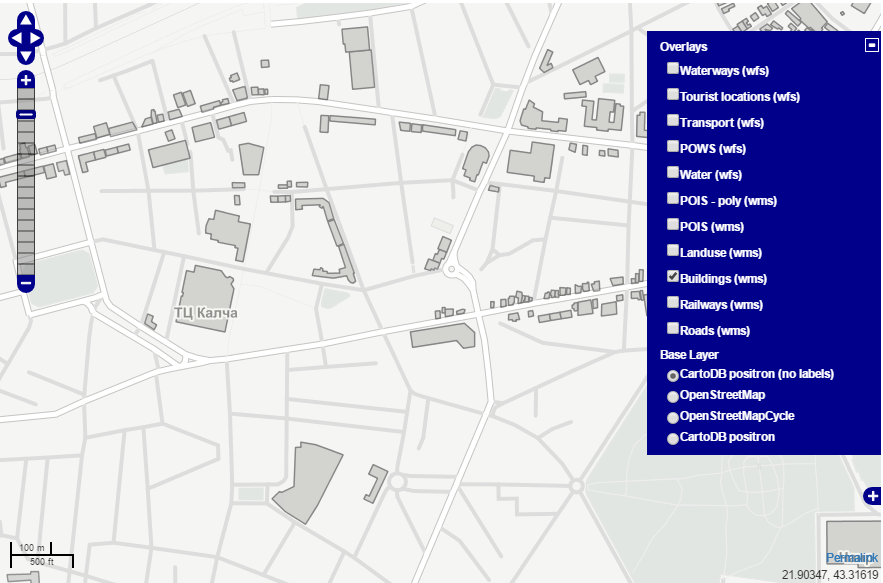 Overlays
Waterways (wfs)
Tourist locations (wfs)
Transport (wfs)
POWS (wfs)
Water (wfs)
POIS - poly (wms)
POIS (wms)
Landuse (wms)
Buildings (wms)
Railways (wms)
Roads (wms)
Base Layer
CartoDB positron (no labels)
OpenStreetMap
OpenStreetMapCycle
CartoDB positron
ТЦ Калча
100 m
500 ft
Permalink
21.90347, 43.31619